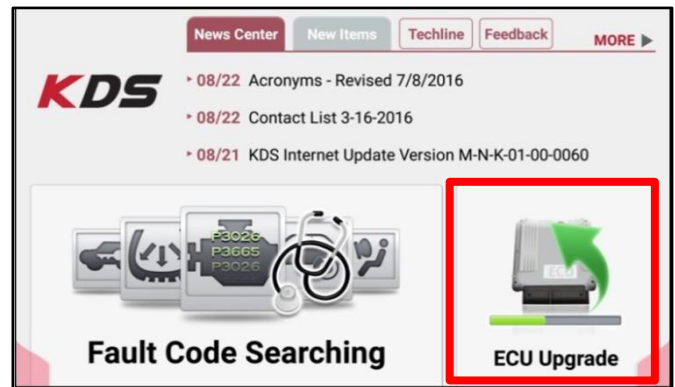 News Center New Items Techline Feedback MORE ▶
KDS
08/22 Acronyms - Revised 7/8/2016
08/22 Contact List 3-16-2016
08/21 KDS Internet Update Version M-N-K-01-00-0060
P3026
P3665
P3026
ECU
Fault Code Searching
ECU Upgrade